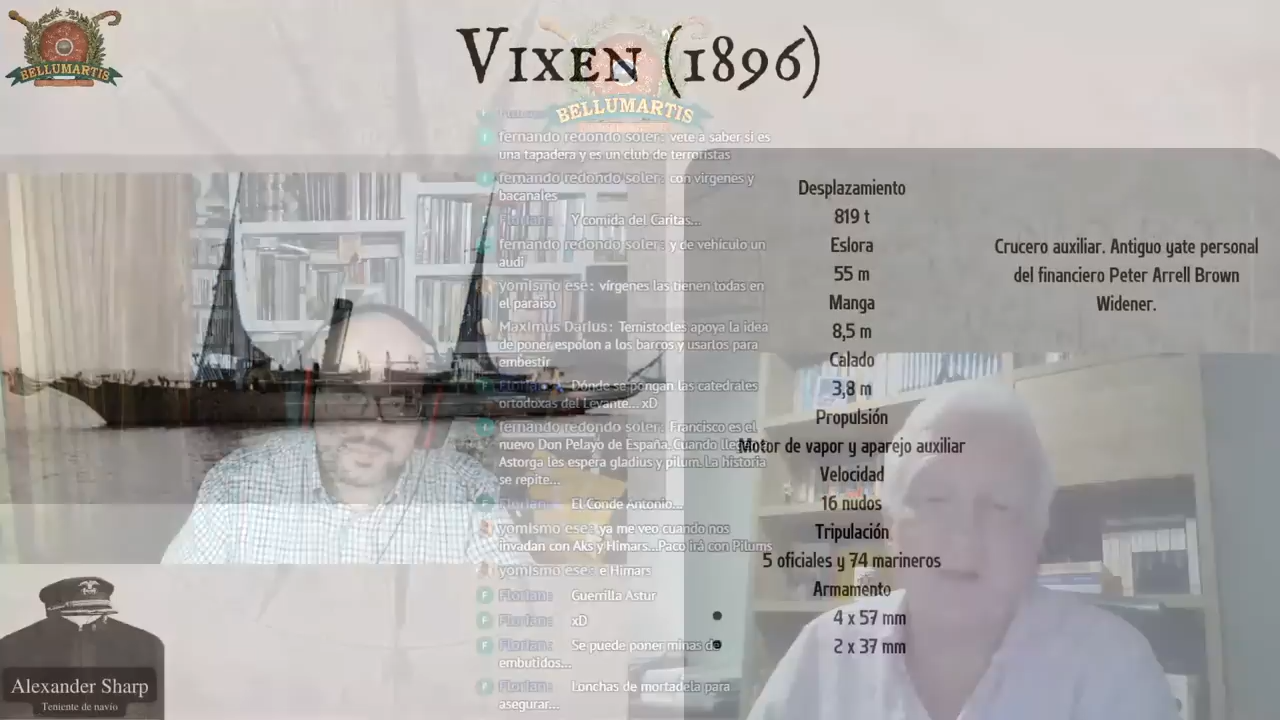 Vixen (1896)
BELLUMARTIS
BELLUMARTIS
fernando redondo soler: vete a saber si es
una tapadera y es un club de terroristas
fernando redondo soler: con vírgenes y
bacanales
Florian: Y comida del Caritas...
fernando redondo soler: y de vehículo un
audi
yomismo ese: vírgenes las tienen todas en
el paraiso
Maximus Darius: Temistocles apoya la idea
de poner espolon a los barcos y usarlos para
embestir
Florian: Dónde se pongan las catedrales
ortodoxas del Levante... xD
fernando redondo soler: Francisco es el
nuevo Don Pelayo de España. Cuando
Astorga les espera gladius y pilum. La historia
se repite...
Florian: El Conde Antonio...
yomismo ese: ya me veo cuando nos
invadan con Aks y Himars...Paco irá con Pilums
yomismo ese: e Himars
Florian: Guerrilla Astur
Florian: xD
Florian: Se puede poner minas de
embutidos...
Florian: Lonchas de mortadela para
asegurar...
Desplazamiento
819 t
Eslora
55 m
Manga
8,5 m
Calado
3,8 m
Propulsión
Motor de vapor y aparejo auxiliar
Velocidad
16 nudos
Tripulación
5 oficiales y 74 marineros
Armamento
• 4 x 57 mm
• 2 x 37 mm
Crucero auxiliar. Antiguo yate personal
del financiero Peter Arrell Brown
Widener.
Alexander Sharp
Teniente de navío